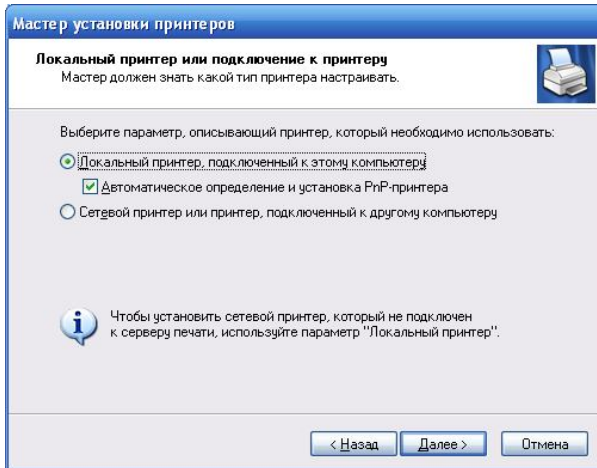 Мастер установки принтеров
Локальный принтер или подключение к принтеру
Мастер должен знать какой тип принтера настраивать.
Выберите параметр, описывающий принтер, который необходимо использовать:
Локальный принтер, подключенный к этому компьютеру
Автоматическое определение и установка PnP-принтера
Сетевой принтер или принтер, подключенный к другому компьютеру
Чтобы установить сетевой принтер, который не подключен
к серверу печати, используйте параметр "Локальный принтер".
< Назад Далее > Отмена